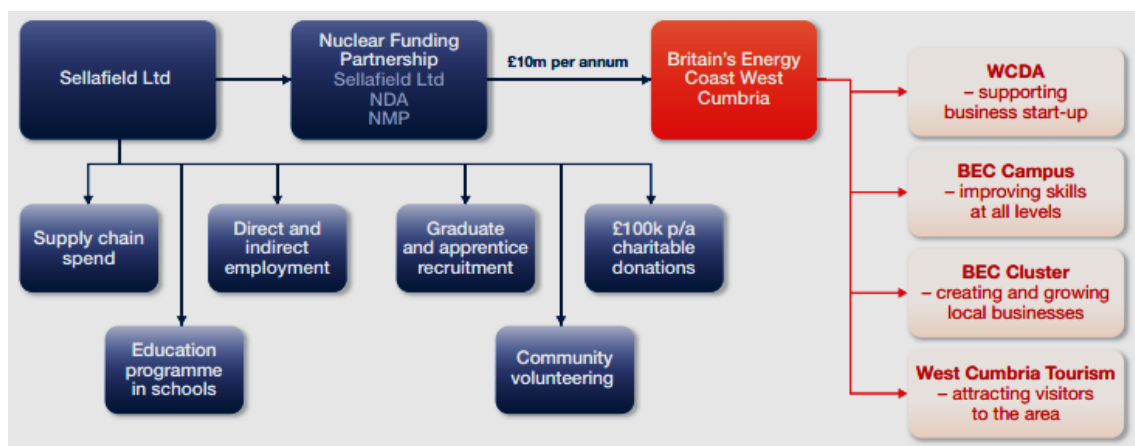 Sellafield Ltd
Nuclear Funding
Partnership
Sellafield Ltd
NDA
NMP
£10m per annum
Britain's Energy
Coast West
Cumbria
WCDA
– supporting
business start-up
BEC Campus
– improving skills
at all levels
BEC Cluster
– creating and growing
local businesses
West Cumbria Tourism
– attracting visitors
to the area
Supply chain
spend
Direct and
indirect
employment
Graduate
and apprentice
recruitment
£100k p/a
charitable
donations
Education
programme
in schools
Community
volunteering